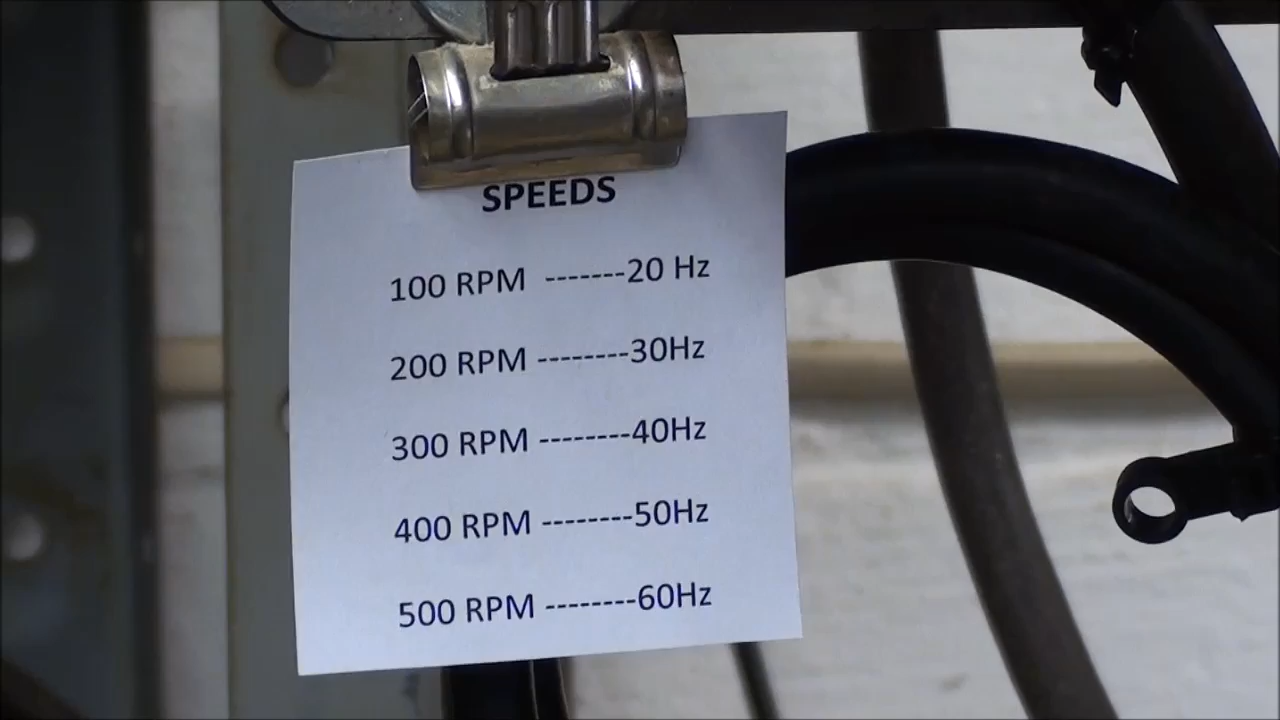 SPEEDS
100 RPM -------20 Hz
200 RPM --------30Hz
300 RPM --------40Hz
400 RPM --------50Hz
500 RPM --------60Hz